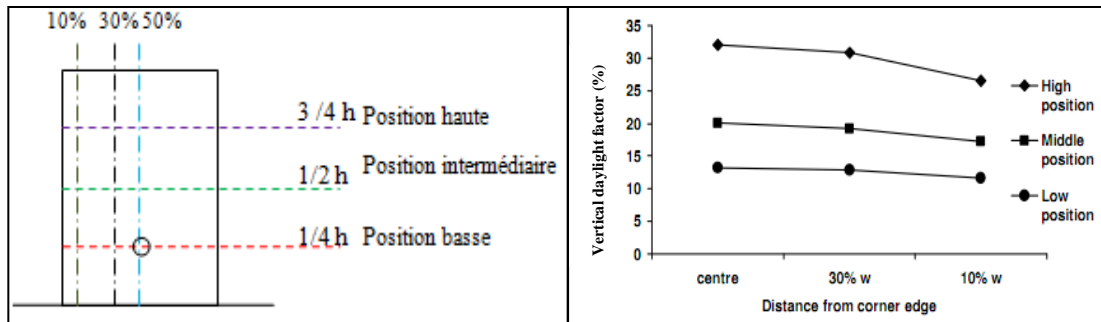 10% 30% 50%
3 /4 h Position haute
Position intermédiaire
1/2 h
1/4 h Position basse
Vertical daylight factor (%)
35
30
25
20
15
10
5
0
centre 30% w 10% w
Distance from corner edge
High
position
Middle
position
Low
position